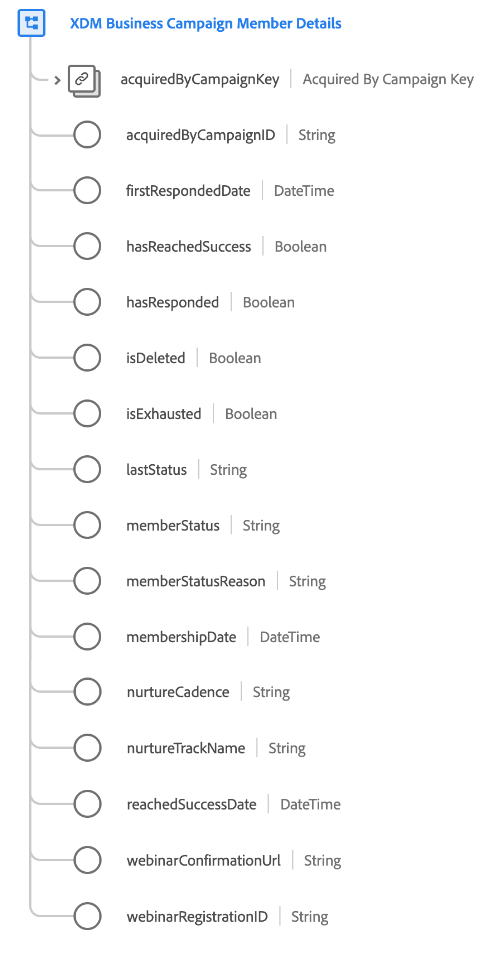 XDM Business Campaign Member Details
acquiredByCampaignKey | Acquired By Campaign Key
acquiredByCampaignID | String
firstRespondedDate | DateTime
hasReachedSuccess | Boolean
hasResponded | Boolean
isDeleted | Boolean
isExhausted | Boolean
lastStatus | String
memberStatus | String
memberStatusReason | String
membershipDate | DateTime
nurtureCadence | String
nurtureTrackName | String
reachedSuccessDate | DateTime
webinarConfirmationUrl | String
webinarRegistrationID | String